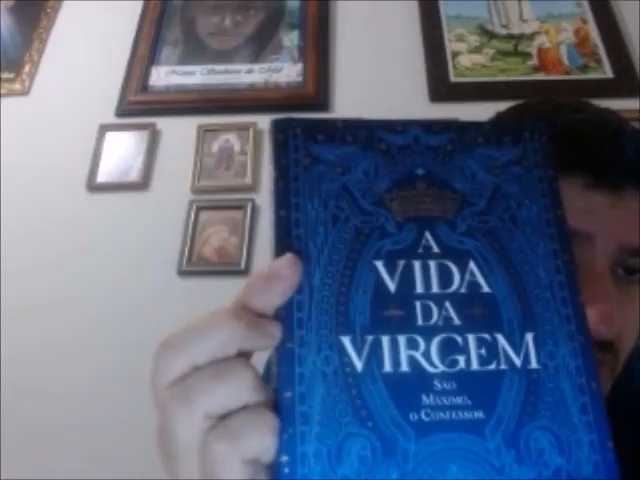 A
VIDA
DA
VIRGEM
SÃO
MÁXIMO,
O CONFESSOR